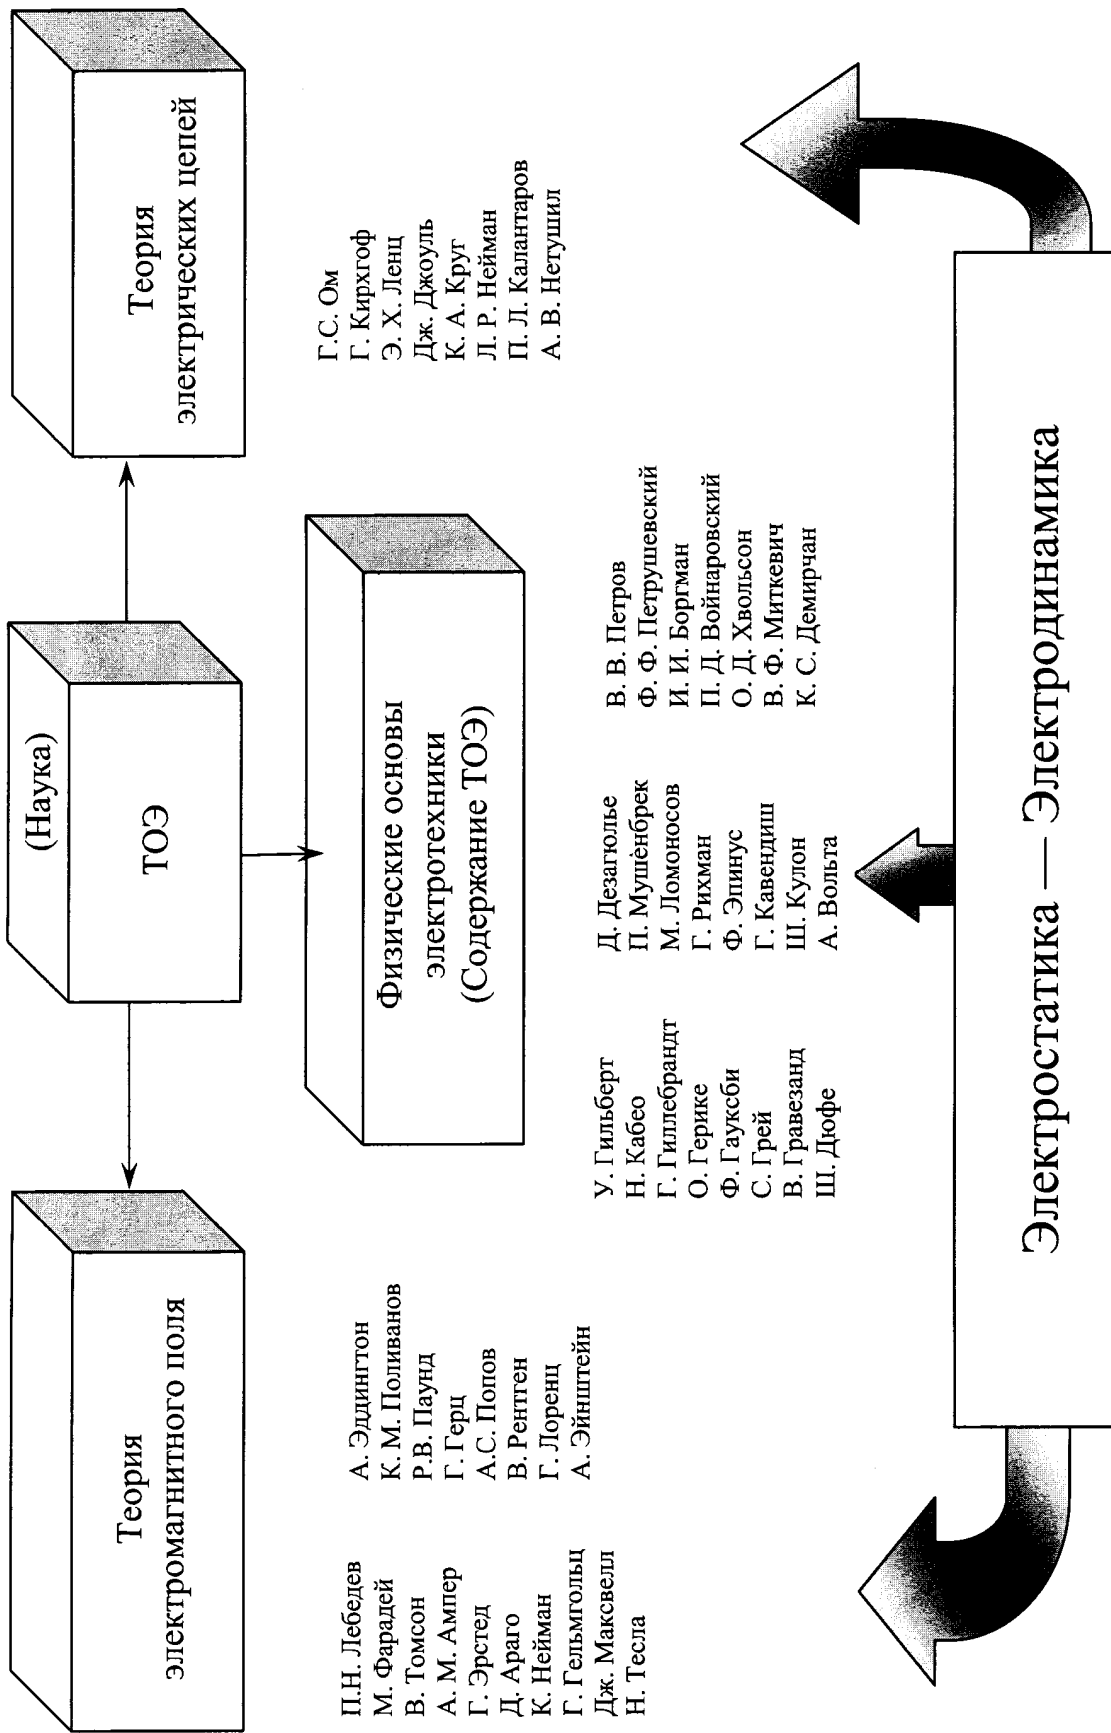 Теория
электромагнитного поля
(Наука)
ТОЭ
Теория
электрических цепей
Физические основы
электротехники
(Содержание ТОЭ)
П.Н. Лебедев
М. Фарадей
В. Томсон
А. М. Ампер
Г. Эрстед
Д. Араго
К. Нейман
Г. Гельмгольц
Дж. Максвелл
Н. Тесла
А. Эддингтон
К. М. Поливанов
Р.В. Паунд
Г. Герц
А.С. Попов
В. Рентген
Г. Лоренц
А. Эйнштейн
У. Гильберт
Н. Кабео
Г. Гиллебрандт
О. Герике
Ф. Гауксби
С. Грей
В. Гравезанд
Ш. Дюфе
Д. Дезагюлье
П. Мушенбрек
М. Ломоносов
Г. Рихман
Ф. Эпинус
Г. Кавендиш
Ш. Кулон
А. Вольта
В. В. Петров
Ф. Ф. Петрушевский
И. И. Боргман
П. Д. Войнаровский
О. Д. Хвольсон
В. Ф. Миткевич
К. С. Демирчан
Г.С. Ом
Г. Кирхгоф
Э. Х. Ленц
Дж. Джоуль
К. А. Круг
Л. Р. Нейман
П. Л. Калантаров
А. В. Нетушил
Электростатика — Электродинамика